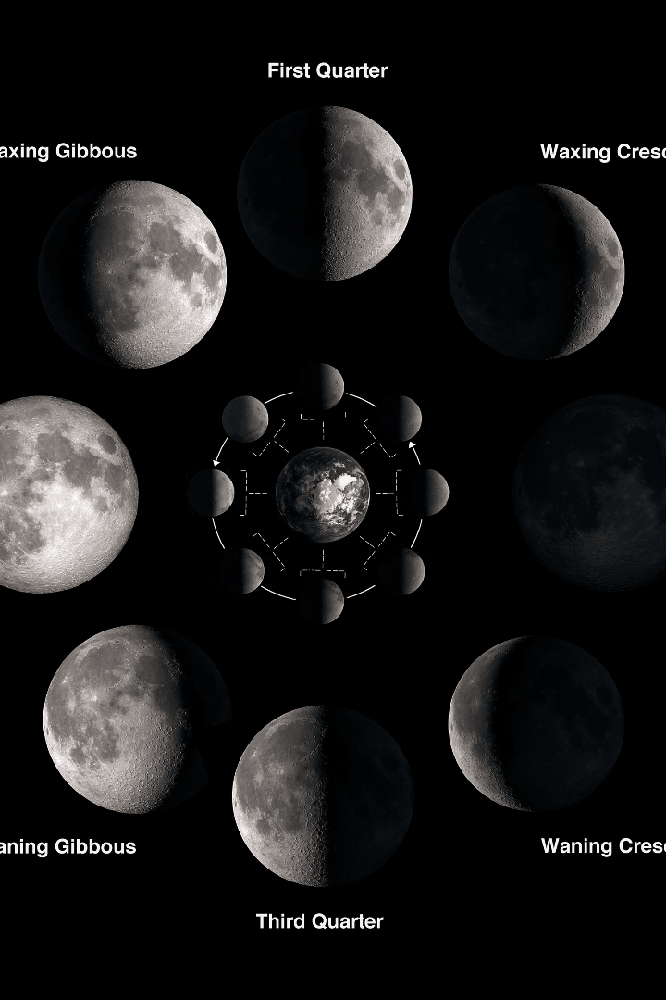 First Quarter
axing Gibbous
Waxing Cresc
aning Gibbous
Waning Cresc
Third Quarter